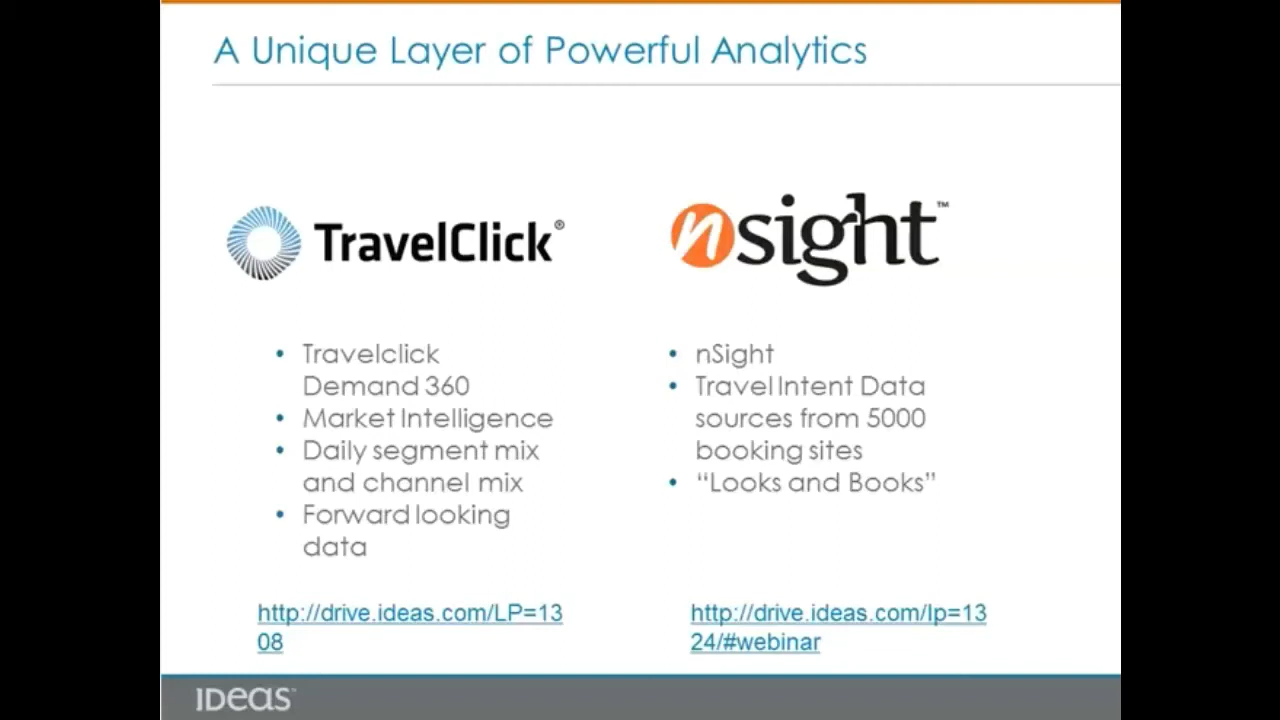 A Unique Layer of Powerful Analytics
TravelClick®
• Travelclick
Demand 360
• Market Intelligence
• Daily segment mix
and channel mix
• Forward looking
data
http://drive.ideas.com/LP=13
08
nsight™
• nSight
• Travel Intent Data
sources from 5000
booking sites
• “Looks and Books”
http://drive.ideas.com/lp=13
24/#webinar
IDeaS™